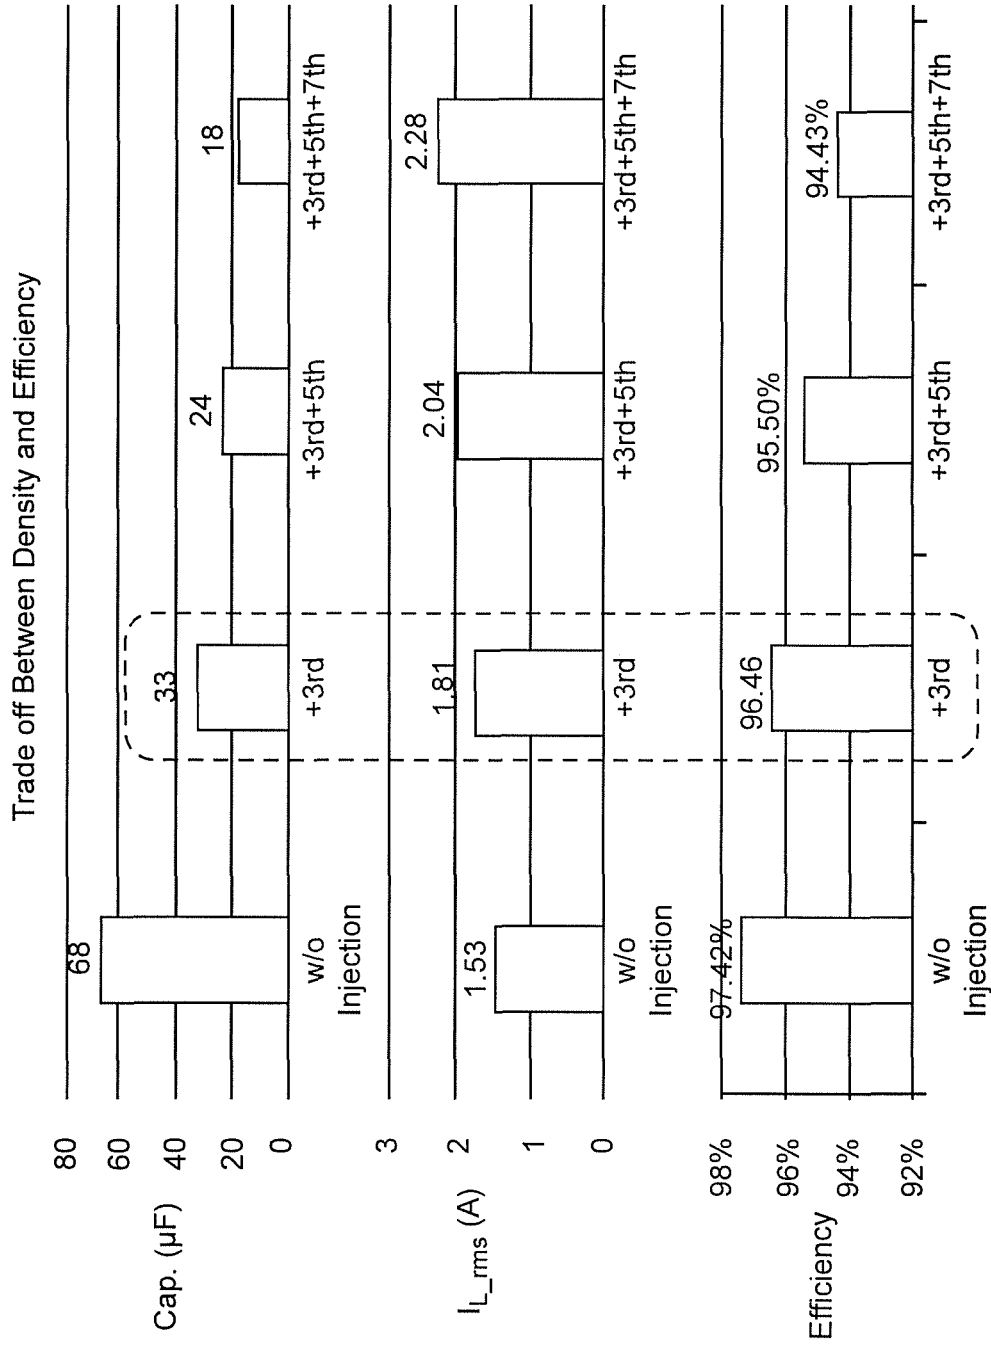 Trade off Between Density and Efficiency
Cap. (µF)
80
60
40
20
0
68
33
24
18
w/o
Injection
+3rd
+3rd+5th
+3rd+5th+7th
I_L_rms (A)
3
2
1
0
1.53
1.81
2.04
2.28
w/o
Injection
+3rd
+3rd+5th
+3rd+5th+7th
Efficiency
98%
96%
94%
92%
97.42%
96.46
95.50%
94.43%
w/o
Injection
+3rd
+3rd+5th
+3rd+5th+7th